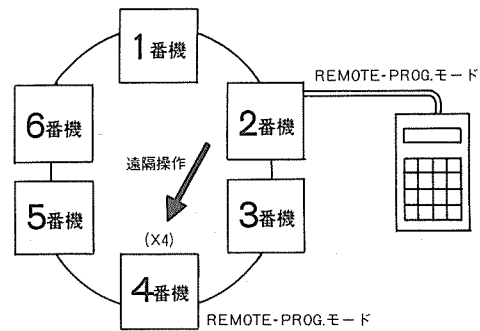 1番機
REMOTE-PROG.モード
6番機
2番機
遠隔操作
5番機
3番機
(X4)
4番機
REMOTE-PROG.モード